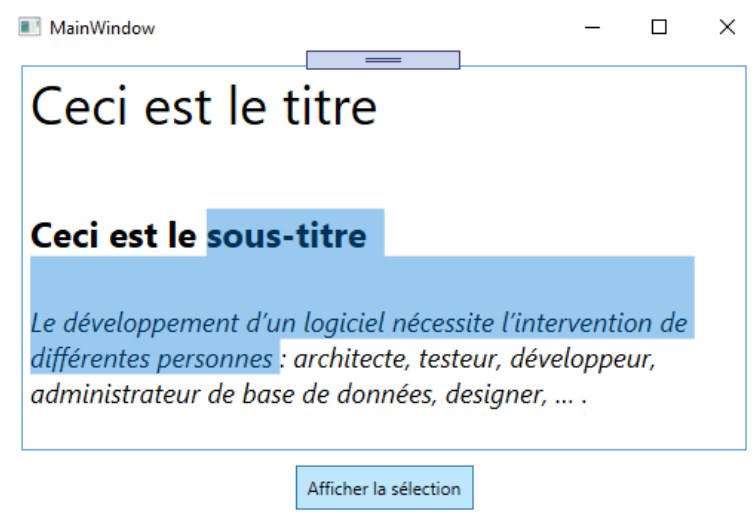 MainWindow
Ceci est le titre
Ceci est le sous-titre
Le développement d’un logiciel nécessite l’intervention de
différentes personnes : architecte, testeur, développeur,
administrateur de base de données, designer, ... .
Afficher la sélection